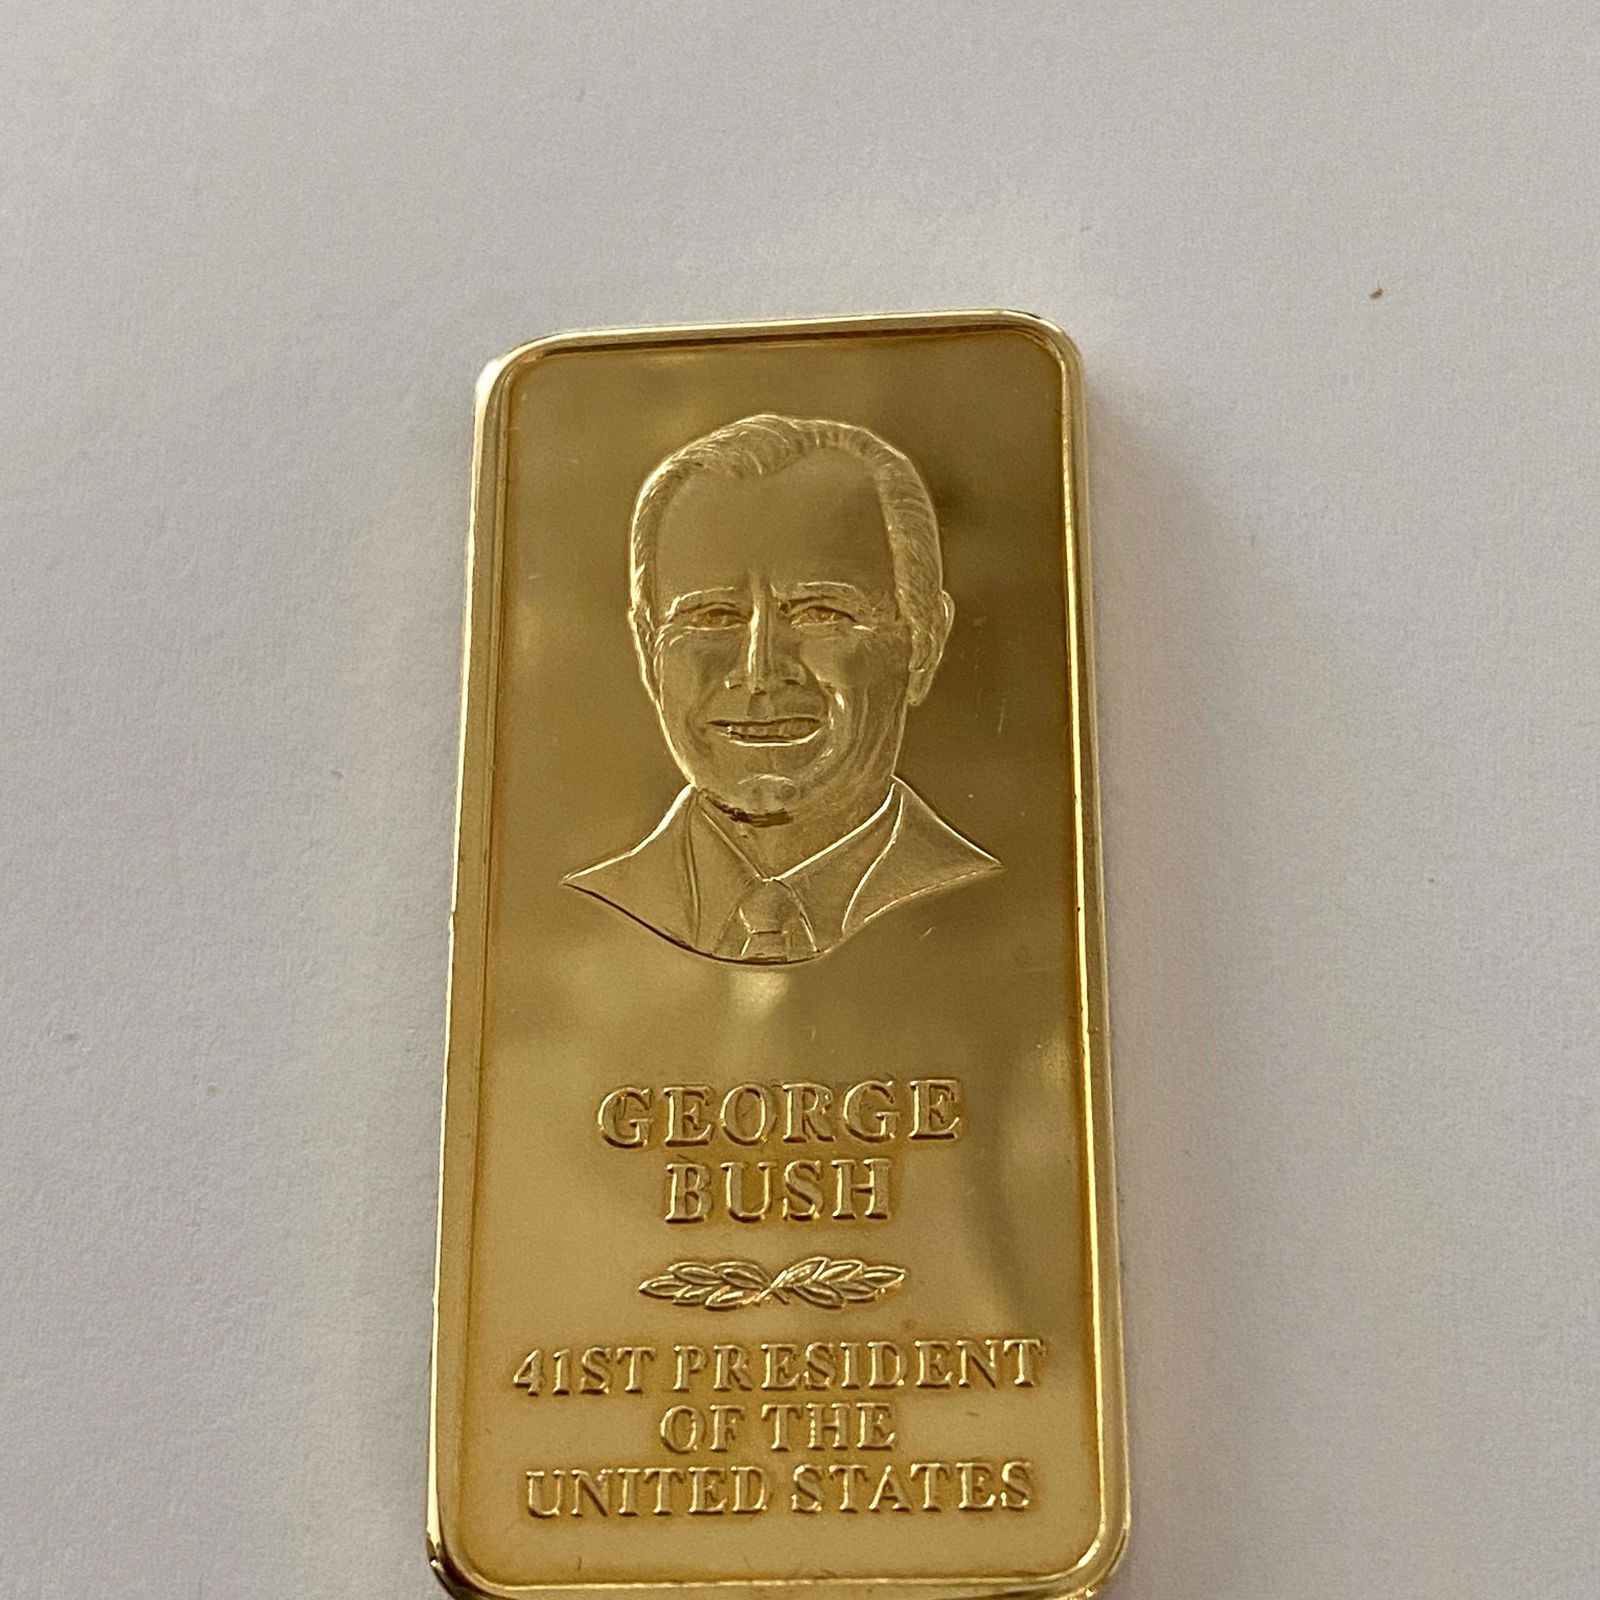 GEORGE
BUSH
41ST PRESIDENT
OF THE
UNITED STATES